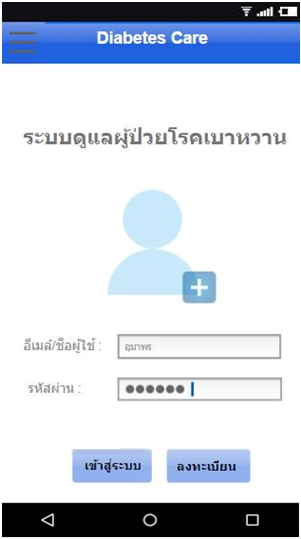 Diabetes Care
ระบบดูแลผู้ป่วยโรคเบาหวาน
อีเมล์/ชื่อผู้ใช้ :
อุมาพร
รหัสผ่าน :
เข้าสู่ระบบ
ลงทะเบียน